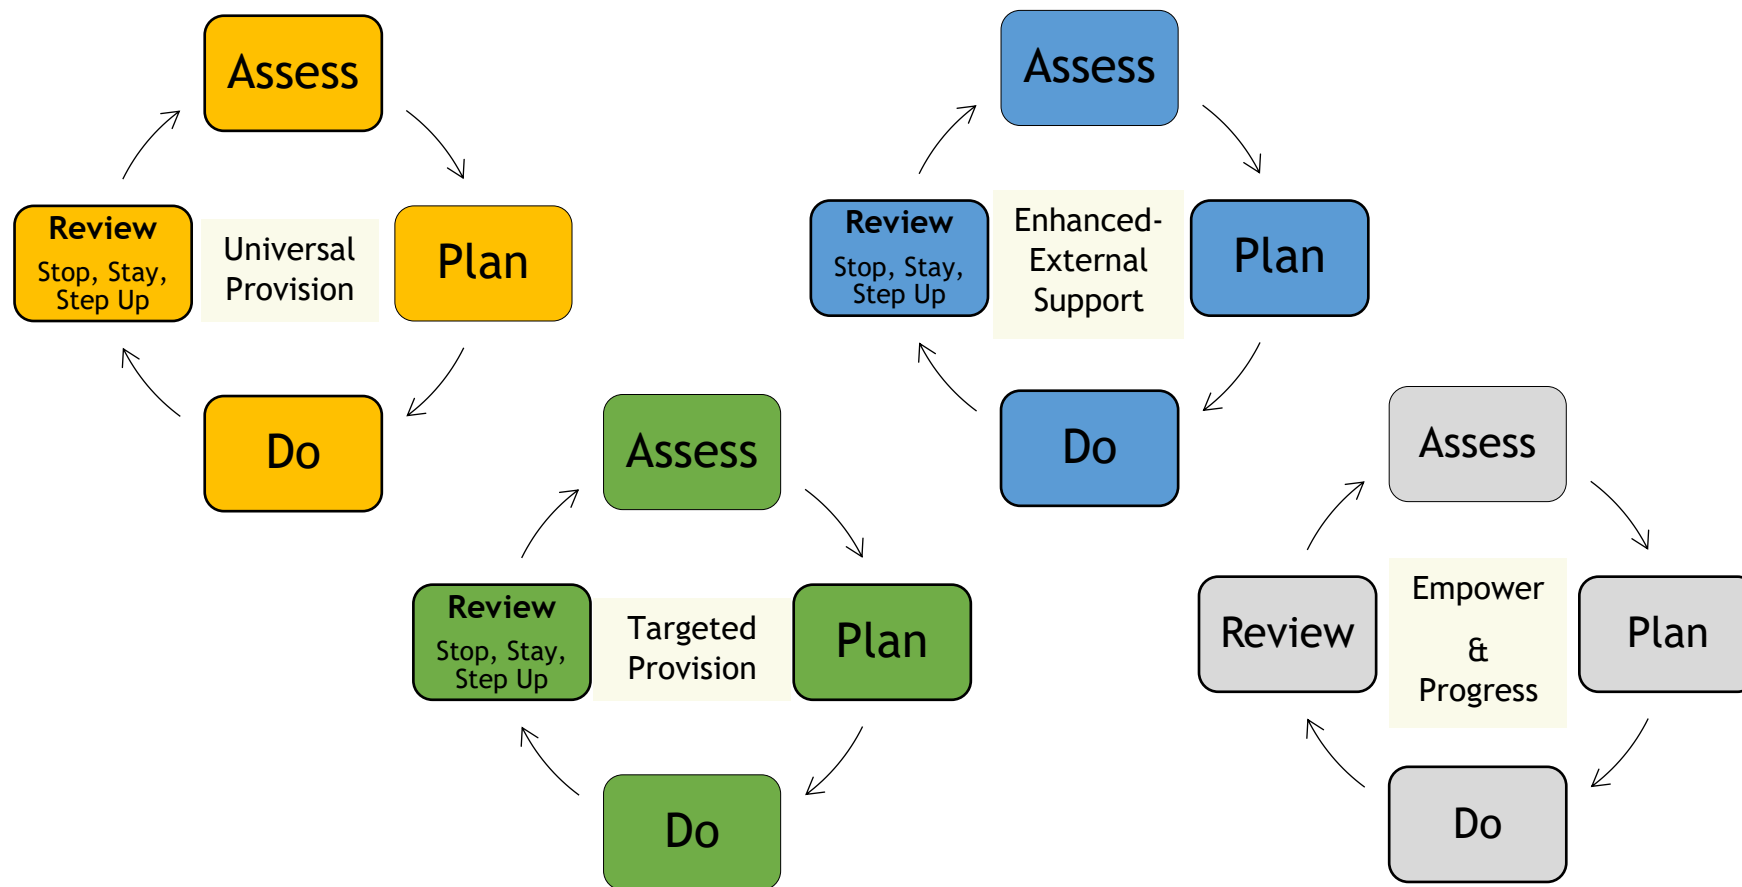 Assess
Review
Stop, Stay,
Step Up
Universal
Provision
Plan
Do
Assess
Review
Stop, Stay,
Step Up
Targeted
Provision
Plan
Do
Assess
Review
Stop, Stay,
Step Up
Enhanced-
External
Support
Plan
Do
Assess
Review
Empower
&
Progress
Plan
Do